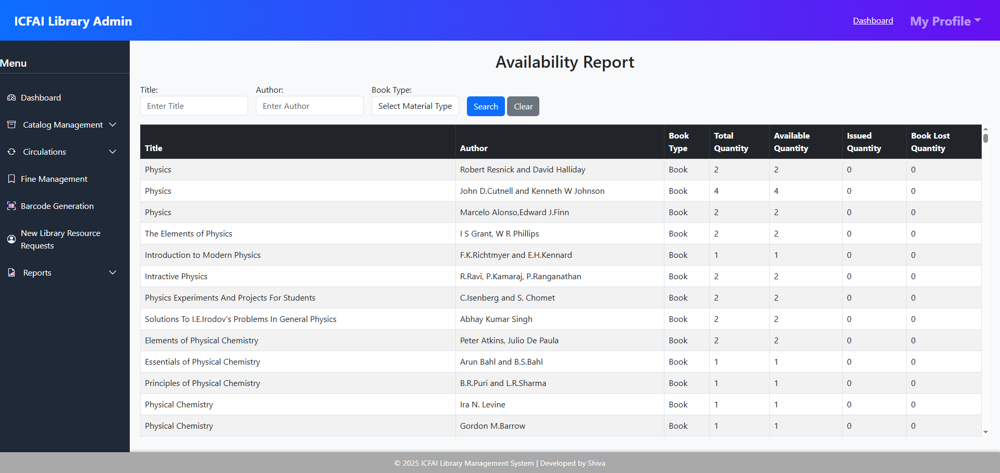 ICFAI Library Admin
Dashboard
My Profile
Menu
Dashboard
Catalog Management
Circulations
Fine Management
Barcode Generation
New Library Resource
Requests
Reports
Availability Report
Title:
Author:
Book Type:
Enter Title
Enter Author
Select Material Type
Search
Clear
Title Author Book Type Total Quantity Available Quantity Issued Quantity Book Lost Quantity
Physics Robert Resnick and David Halliday Book 2 2 0 0
Physics John D.Cutnell and Kenneth W Johnson Book 4 4 0 0
Physics Marcelo Alonso,Edward J.Finn Book 2 2 0 0
The Elements of Physics I S Grant, W R Phillips Book 2 2 0 0
Introduction to Modern Physics F.K.Richtmyer and E.H.Kennard Book 1 1 0 0
Intractive Physics R.Ravi, P.Kamaraj, P.Ranganathan Book 2 2 0 0
Physics Experiments And Projects For Students C.Isenberg and S. Chomet Book 2 2 0 0
Solutions To I.E.Irodov's Problems In General Physics Abhay Kumar Singh Book 2 2 0 0
Elements of Physical Chemistry Peter Atkins, Julio De Paula Book 2 2 0 0
Essentials of Physical Chemistry Arun Bahl and B.S.Bahl Book 1 1 0 0
Principles of Physical Chemistry B.R.Puri and L.R.Sharma Book 1 1 0 0
Physical Chemistry Ira N. Levine Book 1 1 0 0
Physical Chemistry Gordon M.Barrow Book 1 1 0 0
© 2025 ICFAI Library Management System | Developed by Shiva